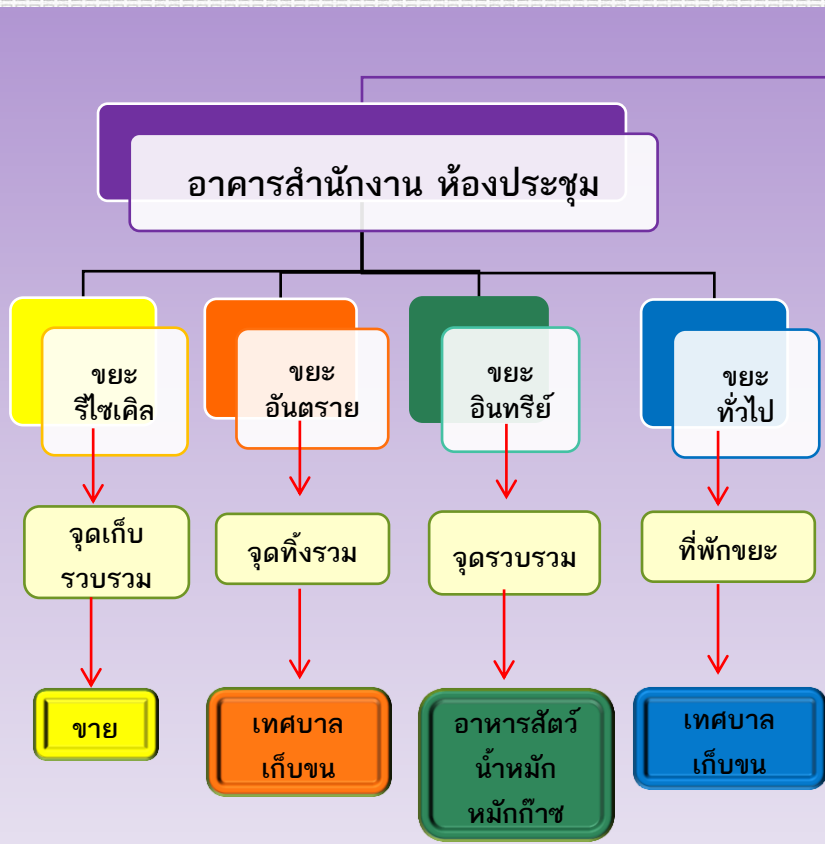 อาคารสำนักงาน ห้องประชุม
ขยะ
รีไซเคิล
ขยะ
อันตราย
ขยะ
อินทรีย์
ขยะ
ทั่วไป
จุดเก็บ
รวบรวม
จุดทิ้งรวม
จุดรวบรวม
ที่พักขยะ
ขาย
เทศบาล
เก็บขน
อาหารสัตว์
น้ำหมัก
หมักก๊าซ
เทศบาล
เก็บขน